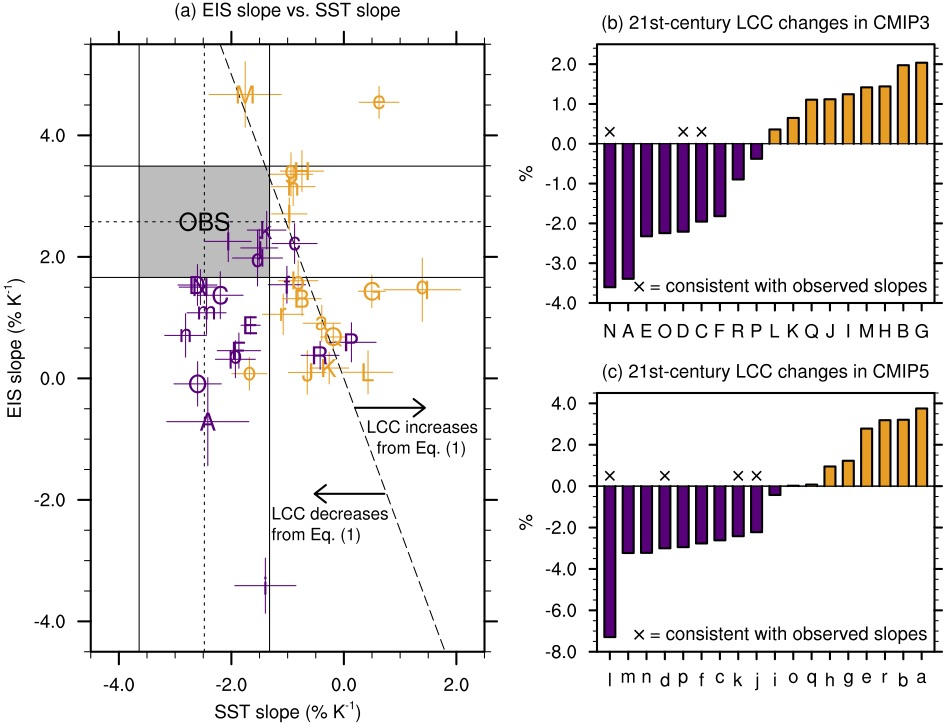 (a) EIS slope vs. SST slope
EIS slope (% K⁻¹)
4.0
2.0
0.0
-2.0
-4.0
OBS
LCC increases
from Eq. (1)
LCC decreases
from Eq. (1)
-4.0 -2.0 0.0 2.0
SST slope (% K⁻¹)
(b) 21st-century LCC changes in CMIP3
%
2.0
1.0
0.0
-1.0
-2.0
-3.0
-4.0
× × ×
× = consistent with observed slopes
N A E O D C F R P L K Q J I M H B G
(c) 21st-century LCC changes in CMIP5
%
4.0
2.0
0.0
-2.0
-4.0
-6.0
-8.0
× × × ×
× = consistent with observed slopes
l m n d p f c k j i o q h g e r b a